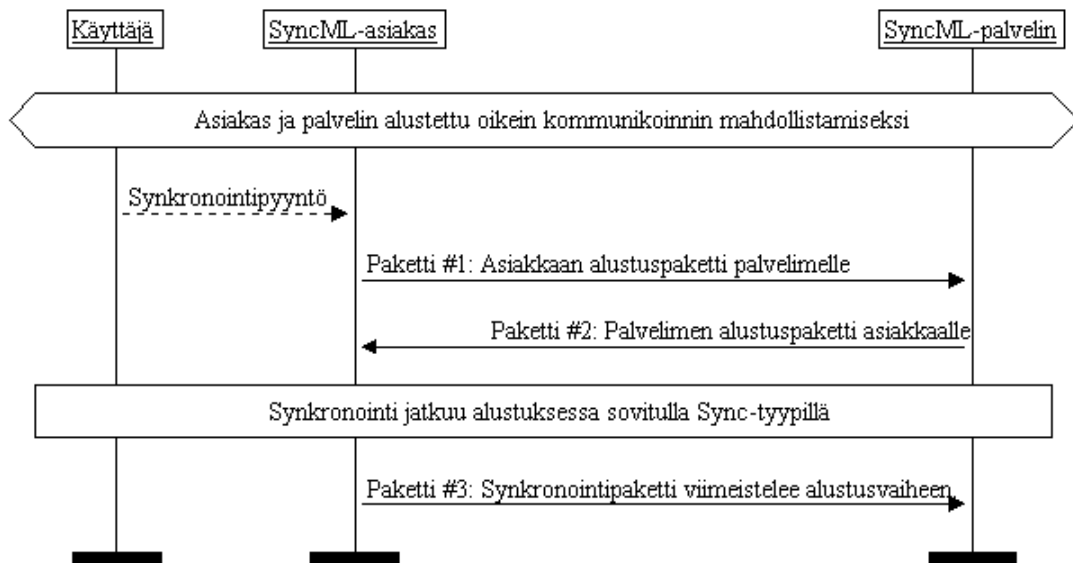 Käyttäjä
SyncML-asiakas
SyncML-palvelin
Asiakas ja palvelin alustettu oikein kommunikoinnin mahdollistamiseksi
Synkronointipyyntö
Paketti #1: Asiakkaan alustuspaketti palvelimelle
Paketti #2: Palvelimen alustuspaketti asiakkaalle
Synkronointi jatkuu alustuksessa sovitulla Sync-tyypillä
Paketti #3: Synkronointipaketti viimeistelee alustusvaiheen